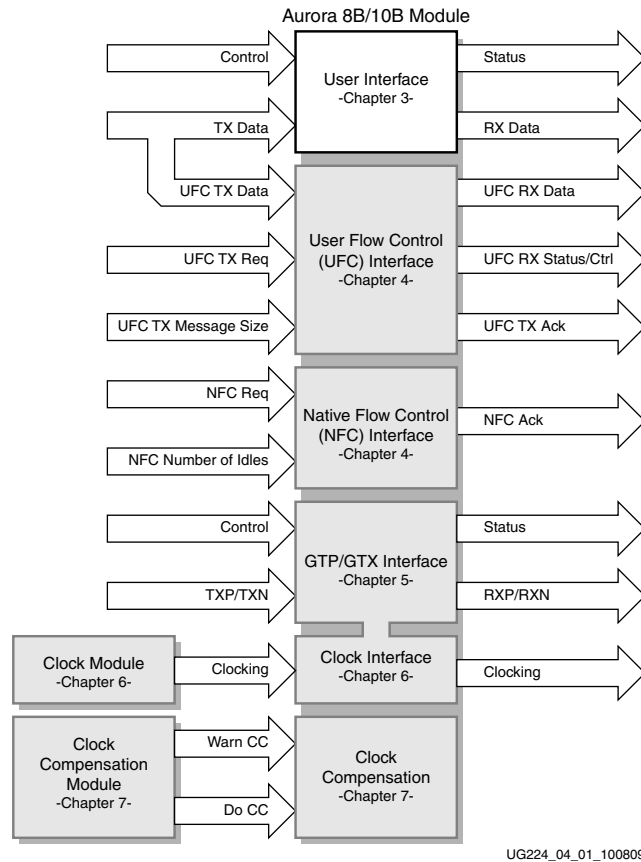 Aurora 8B/10B Module
Control
User Interface
-Chapter 3-
Status
TX Data
RX Data
UFC TX Data
UFC RX Data
User Flow Control
(UFC) Interface
-Chapter 4-
UFC TX Req
UFC RX Status/Ctrl
UFC TX Message Size
UFC TX Ack
NFC Req
Native Flow Control
(NFC) Interface
-Chapter 4-
NFC Ack
NFC Number of Idles
Control
GTP/GTX Interface
-Chapter 5-
Status
TXP/TXN
RXP/RXN
Clock Module
-Chapter 6-
Clocking
Clock Interface
-Chapter 6-
Clocking
Clock
Compensation
Module
-Chapter 7-
Warn CC
Do CC
Clock
Compensation
-Chapter 7-
UG224_04_01_100809